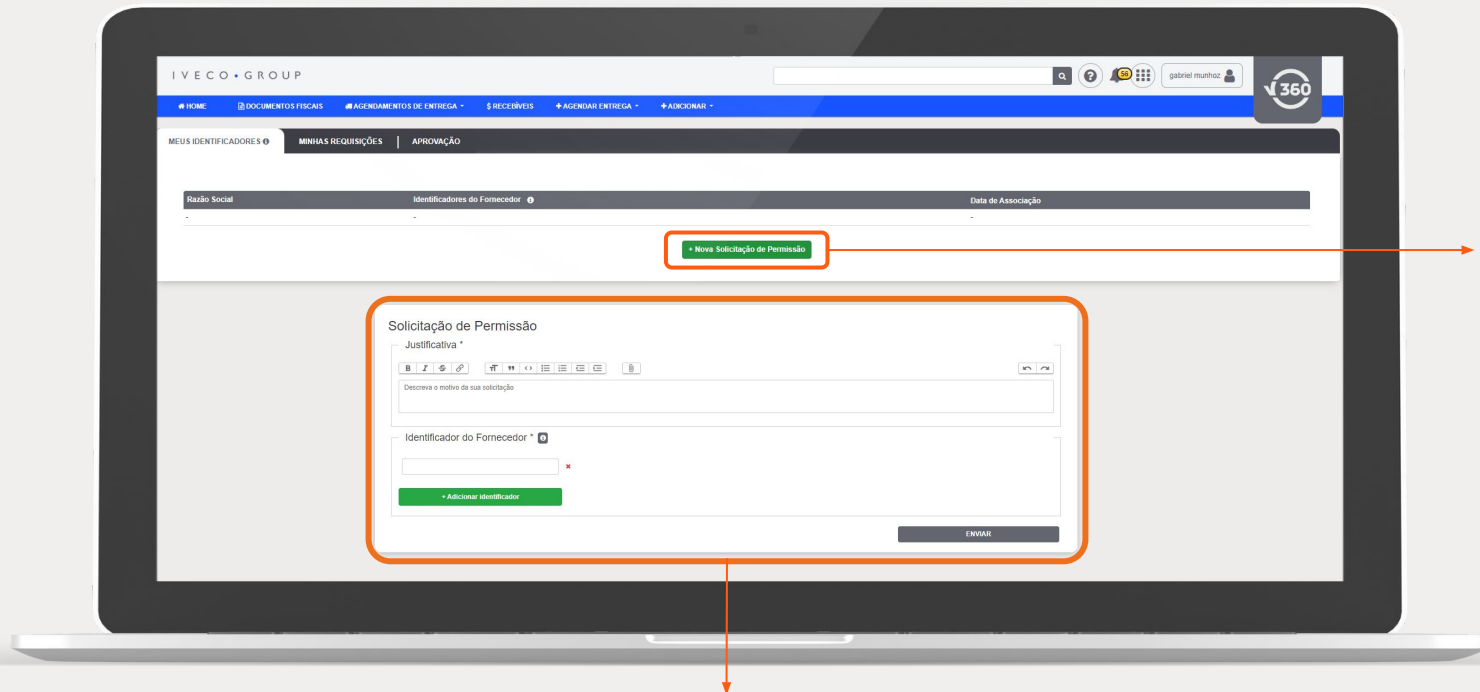 IVECO•GROUP
56
gabriel munhoz
V360
HOME DOCUMENTOS FISCAIS AGENDAMENTOS DE ENTREGA $ RECEBÍVEIS + AGENDAR ENTREGA + ADICIONAR
MEUS IDENTIFICADORES MINHAS REQUISIÇÕES | APROVAÇÃO
Razão Social Identificadores do Fornecedor Data de Associação
- - -
+ Nova Solicitação de Permissão
Solicitação de Permissão
Justificativa *
Descreva o motivo da sua solicitação
Identificador do Fornecedor *
+ Adicionar identificador
ENVIAR